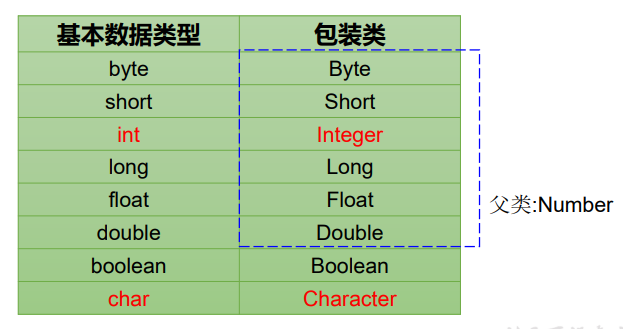 基本数据类型 包装类
byte Byte
short Short
int Integer
long Long
float Float
父类:Number
double Double
boolean Boolean
char Character